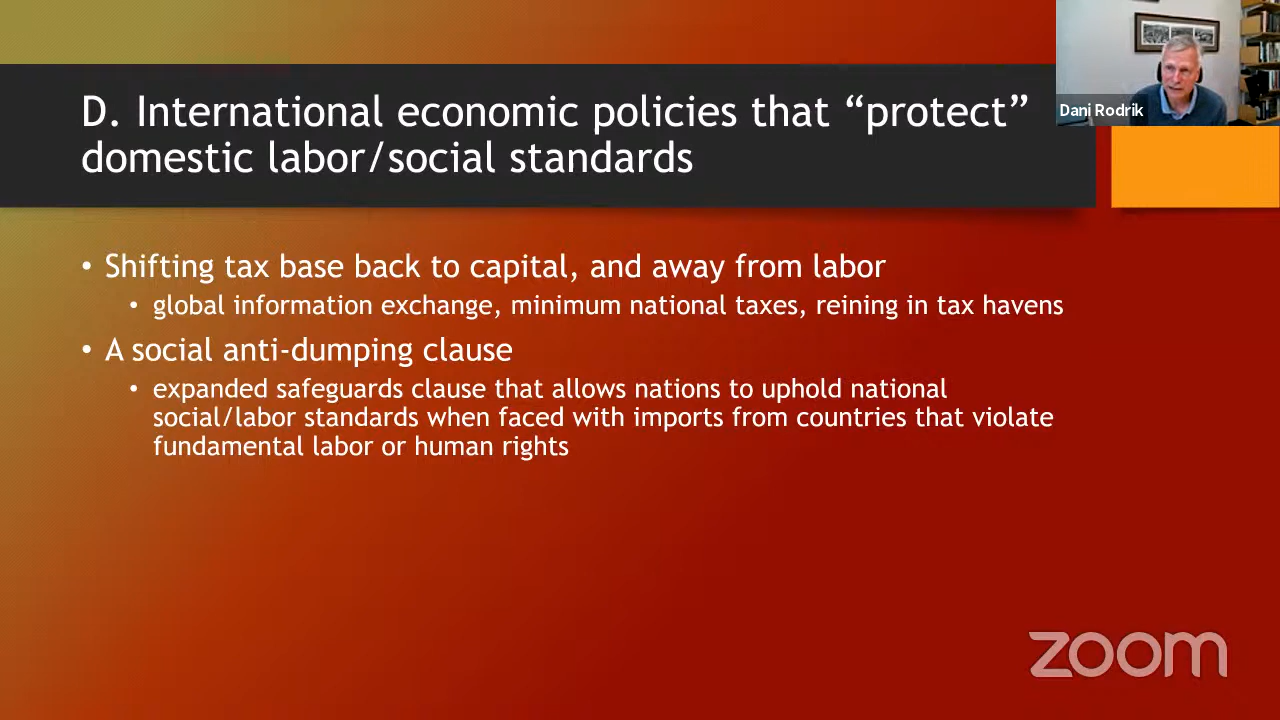 D. International economic policies that “protect”
domestic labor/social standards
Dani Rodrik
• Shifting tax base back to capital, and away from labor
• global information exchange, minimum national taxes, reining in tax havens
• A social anti-dumping clause
• expanded safeguards clause that allows nations to uphold national
social/labor standards when faced with imports from countries that violate
fundamental labor or human rights
zoom